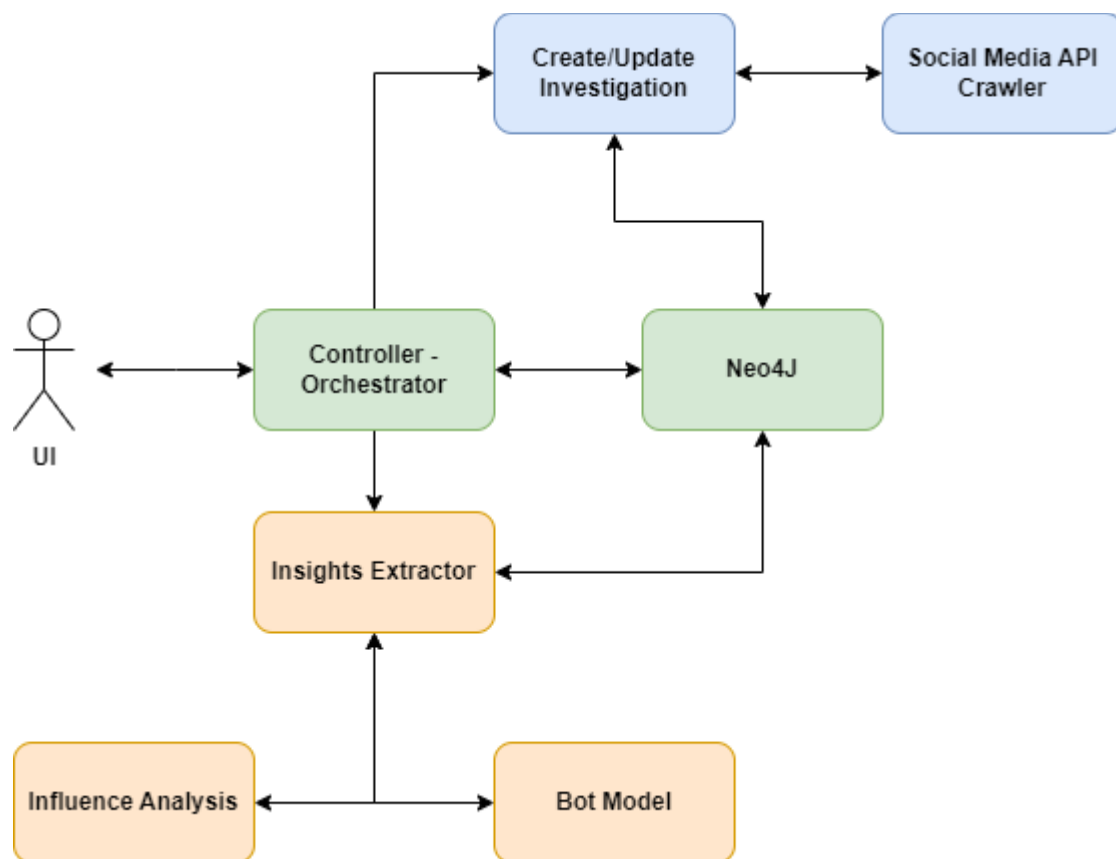 Create/Update
Investigation
Social Media API
Crawler
Controller -
Orchestrator
Neo4J
UI
Insights Extractor
Influence Analysis
Bot Model